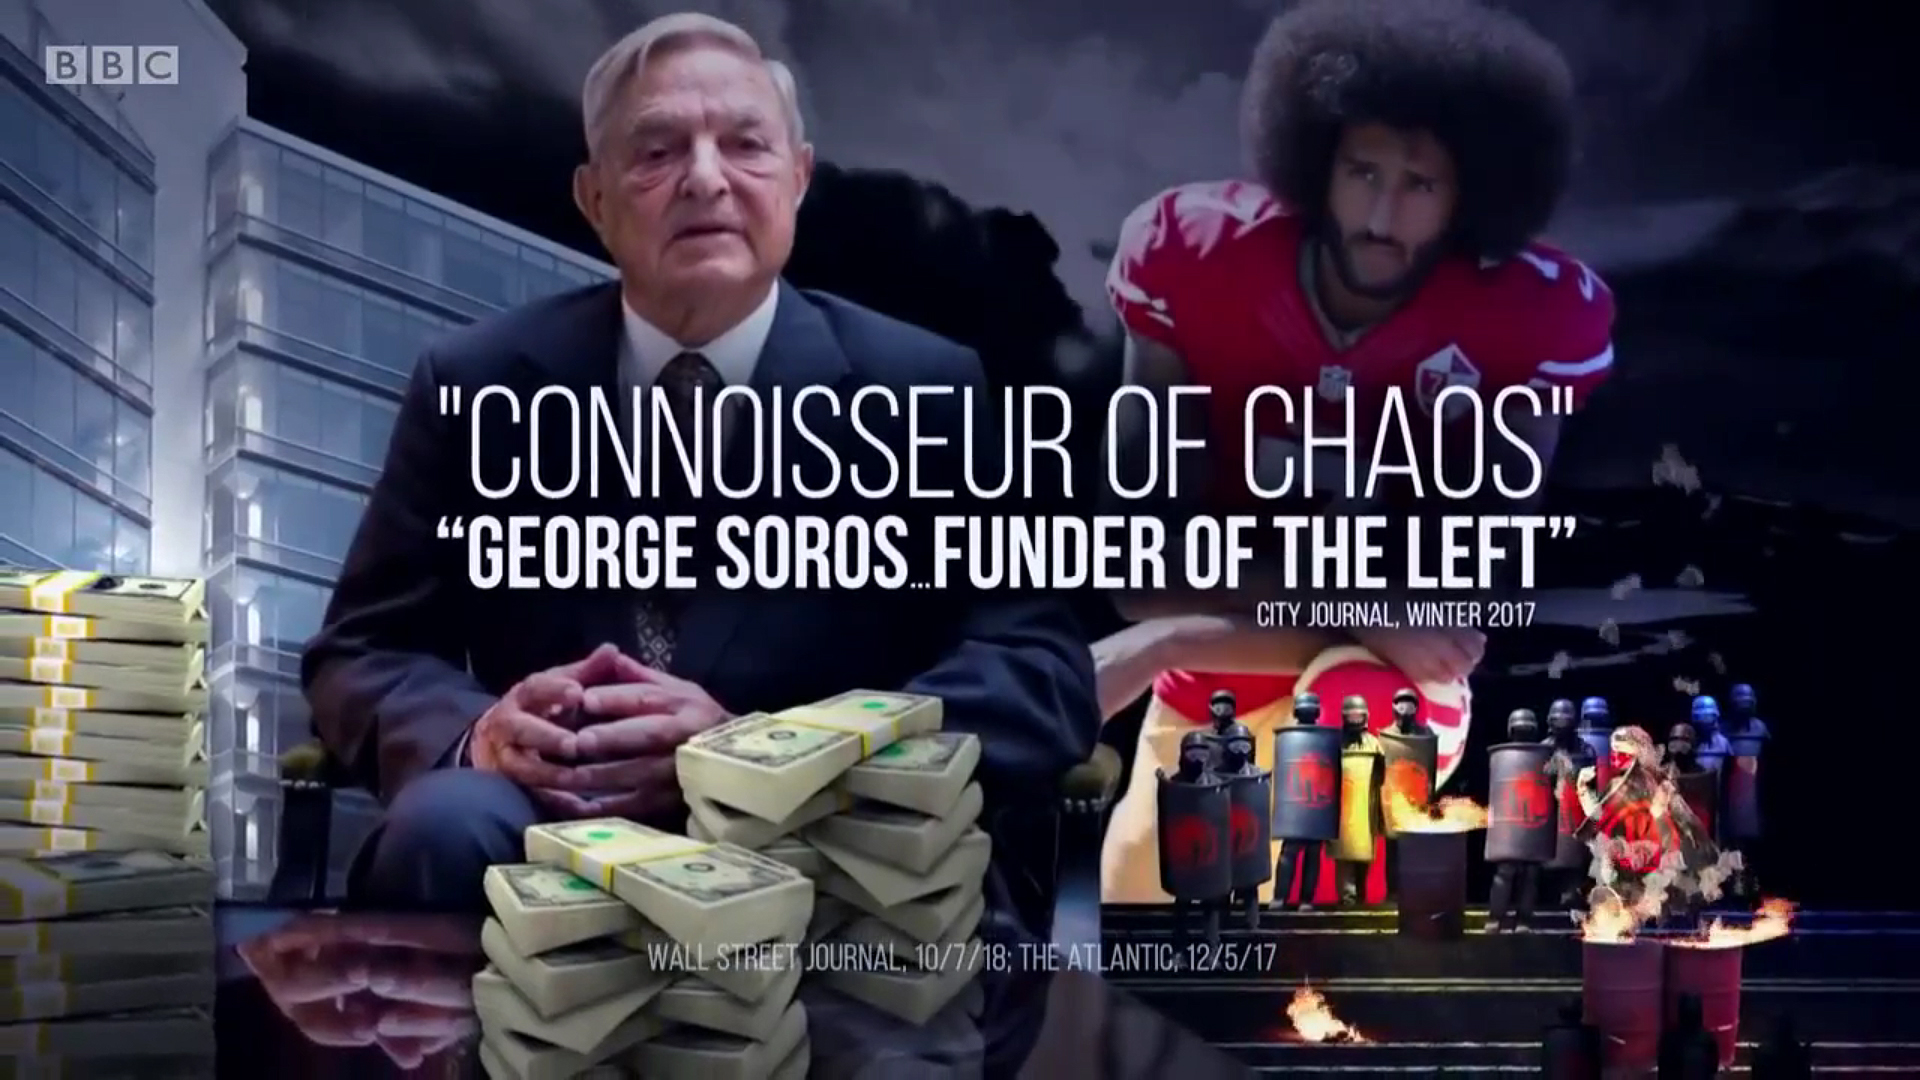 BBC
"CONNOISSEUR OF CHAOS"
“GEORGE SOROS...FUNDER OF THE LEFT”
CITY JOURNAL, WINTER 2017
WALL STREET JOURNAL, 10/7/18; THE ATLANTIC, 12/5/17